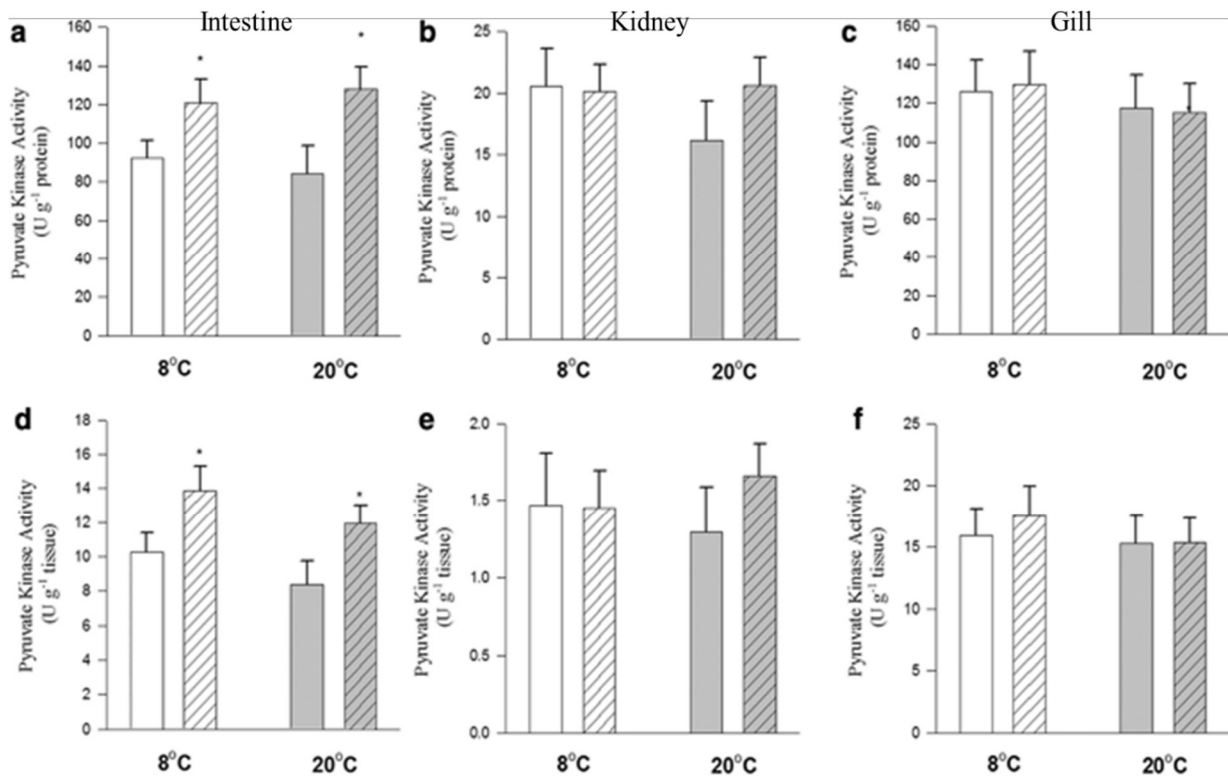 Intestine
Kidney
Gill
a
Pyruvate Kinase Activity
(U g⁻¹ protein)
160
140
120
100
80
60
40
20
0
*
*
8°C
20°C
b
Pyruvate Kinase Activity
(U g⁻¹ protein)
25
20
15
10
5
0
8°C
20°C
c
Pyruvate Kinase Activity
(U g⁻¹ protein)
160
140
120
100
80
60
40
20
0
8°C
20°C
d
Pyruvate Kinase Activity
(U g⁻¹ tissue)
18
16
14
12
10
8
6
4
2
0
*
*
8°C
20°C
e
Pyruvate Kinase Activity
(U g⁻¹ tissue)
2.0
1.5
1.0
0.5
0.0
8°C
20°C
f
Pyruvate Kinase Activity
(U g⁻¹ tissue)
25
20
15
10
5
0
8°C
20°C